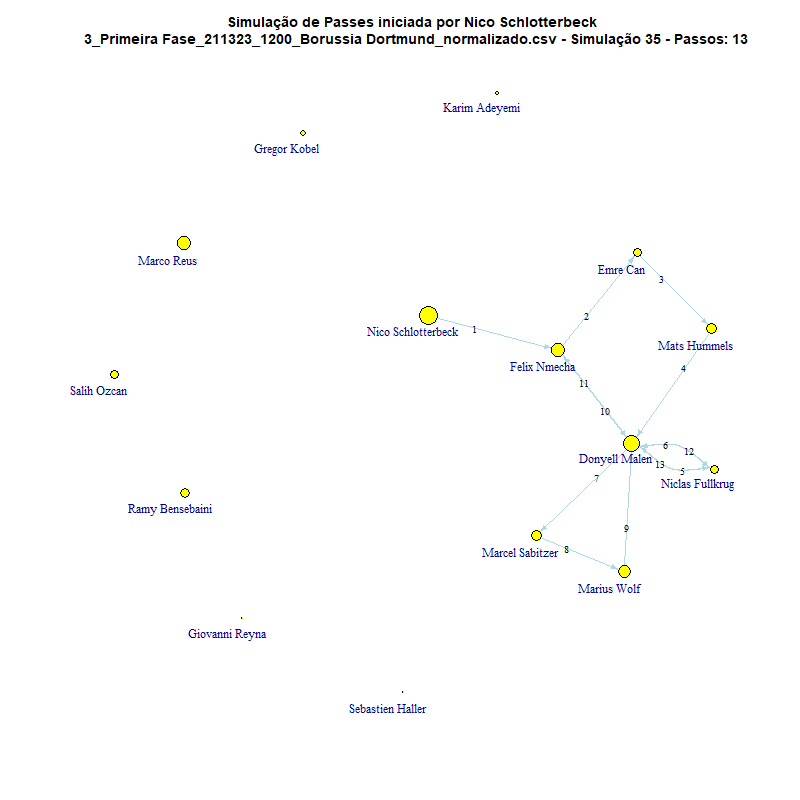 Simulação de Passes iniciada por Nico Schlotterbeck
3_Primeira Fase_211323_1200_Borussia Dortmund_normalizado.csv - Simulação 35 - Passos: 13
Karim Adeyemi
Gregor Kobel
Marco Reus
Emre Can
3
2
1
Nico Schlotterbeck
Mats Hummels
Felix Nmecha
4
11
Salih Ozcan
10
6
12
Donyell Malen
13
5
7
Niclas Fullkrug
Ramy Bensebaini
9
8
Marcel Sabitzer
Marius Wolf
Giovanni Reyna
Sebastien Haller